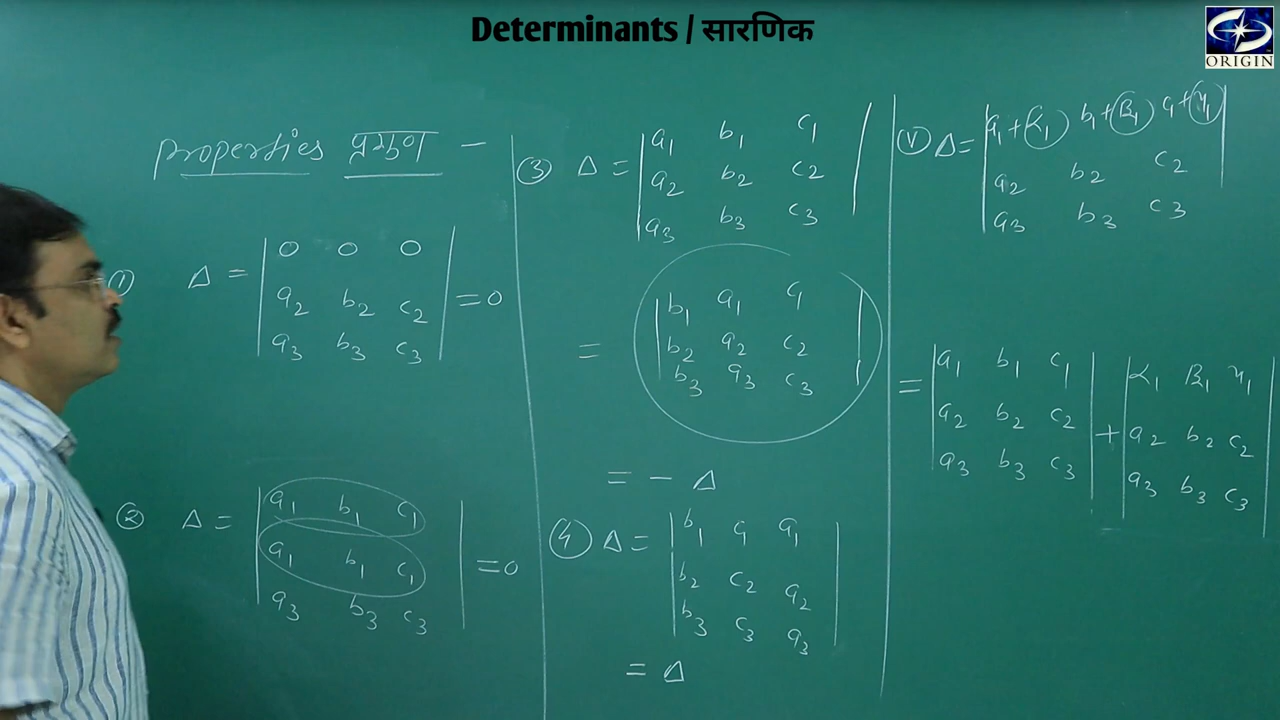 Determinants / सारणिक
ORIGIN
Properties गुणधर्म —
① Δ = | 0 0 0 |
| a₂ b₂ c₂ | = 0
| a₃ b₃ c₃ |
② Δ = | a₁ b₁ c₁ |
| a₁ b₁ c₁ | = 0
| a₃ b₃ c₃ |
③ Δ = | a₁ b₁ c₁ |
| a₂ b₂ c₂ |
| a₃ b₃ c₃ |
= | b₁ a₁ c₁ |
| b₂ a₂ c₂ |
| b₃ a₃ c₃ |
= − Δ
④ Δ = | b₁ c₁ a₁ |
| b₂ c₂ a₂ |
| b₃ c₃ a₃ |
= Δ
Δ = | a₁+α₁ b₁+β₁ c₁+γ₁ |
| a₂ b₂ c₂ |
| a₃ b₃ c₃ |
= | a₁ b₁ c₁ | + | α₁ β₁ γ₁ |
| a₂ b₂ c₂ | | a₂ b₂ c₂ |
| a₃ b₃ c₃ | | a₃ b₃ c₃ |